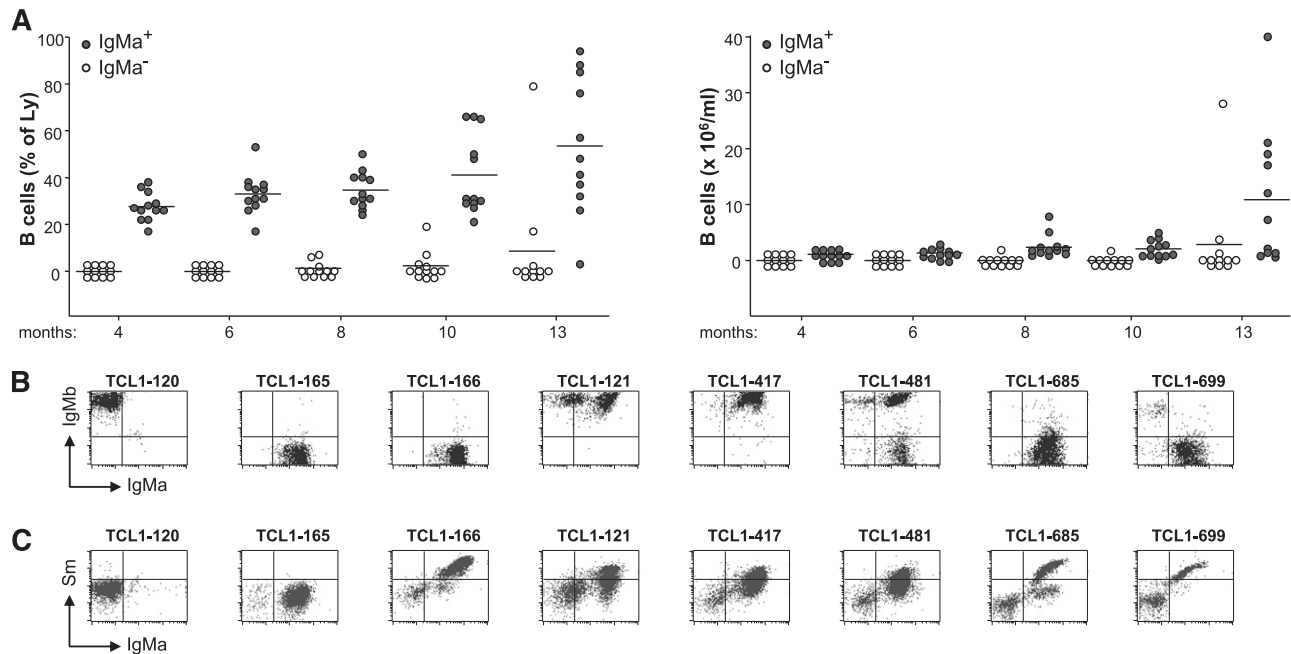 A
B cells (% of Ly)
100
80
60
40
20
0
IgMa+
IgMa-
months: 4 6 8 10 13
B cells (x 10⁶/ml)
40
30
20
10
0
IgMa+
IgMa-
months: 4 6 8 10 13
B
TCL1-120 TCL1-165 TCL1-166 TCL1-121 TCL1-417 TCL1-481 TCL1-685 TCL1-699
IgMb
IgMa
C
TCL1-120 TCL1-165 TCL1-166 TCL1-121 TCL1-417 TCL1-481 TCL1-685 TCL1-699
Sm
IgMa